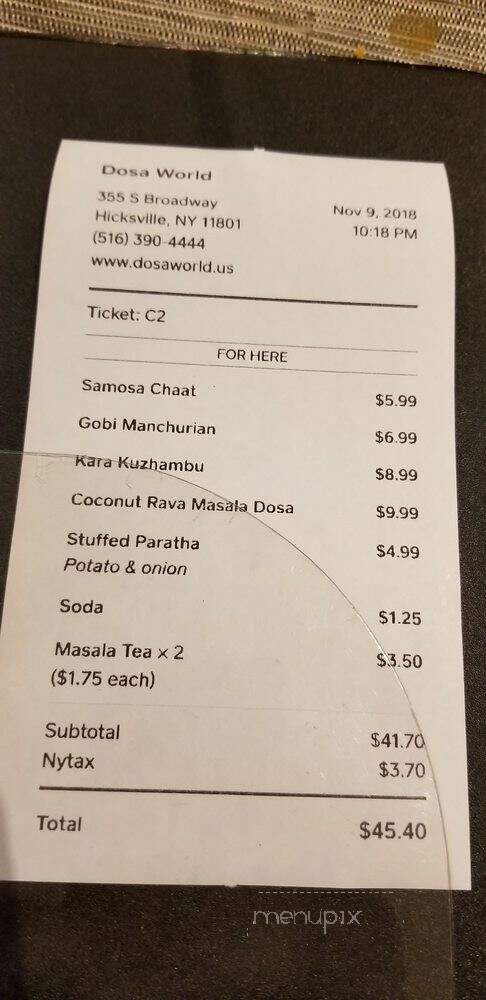 Dosa World
355 S Broadway
Hicksville, NY 11801
(516) 390-4444
www.dosaworld.us
Nov 9, 2018
10:18 PM
Ticket: C2
FOR HERE
Samosa Chaat $5.99
Gobi Manchurian $6.99
Kara Kuzhambu $8.99
Coconut Rava Masala Dosa $9.99
Stuffed Paratha $4.99
Potato & onion
Soda $1.25
Masala Tea x 2 $3.50
($1.75 each)
Subtotal $41.70
Nytax $3.70
Total $45.40
menupix